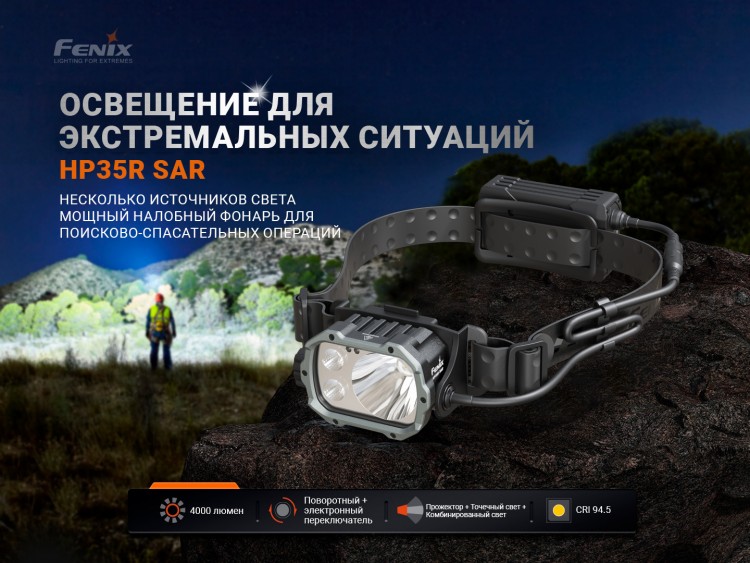 FENIX
LIGHTING FOR EXTREMES
ОСВЕЩЕНИЕ ДЛЯ
ЭКСТРЕМАЛЬНЫХ СИТУАЦИЙ
HP35R SAR
НЕСКОЛЬКО ИСТОЧНИКОВ СВЕТА
МОЩНЫЙ НАЛОБНЫЙ ФОНАРЬ ДЛЯ
ПОИСКОВО-СПАСАТЕЛЬНЫХ ОПЕРАЦИЙ
FENIX
4000 люмен
Поворотный +
электронный
переключатель
Прожектор + Точечный свет +
Комбинированный свет
CRI 94.5